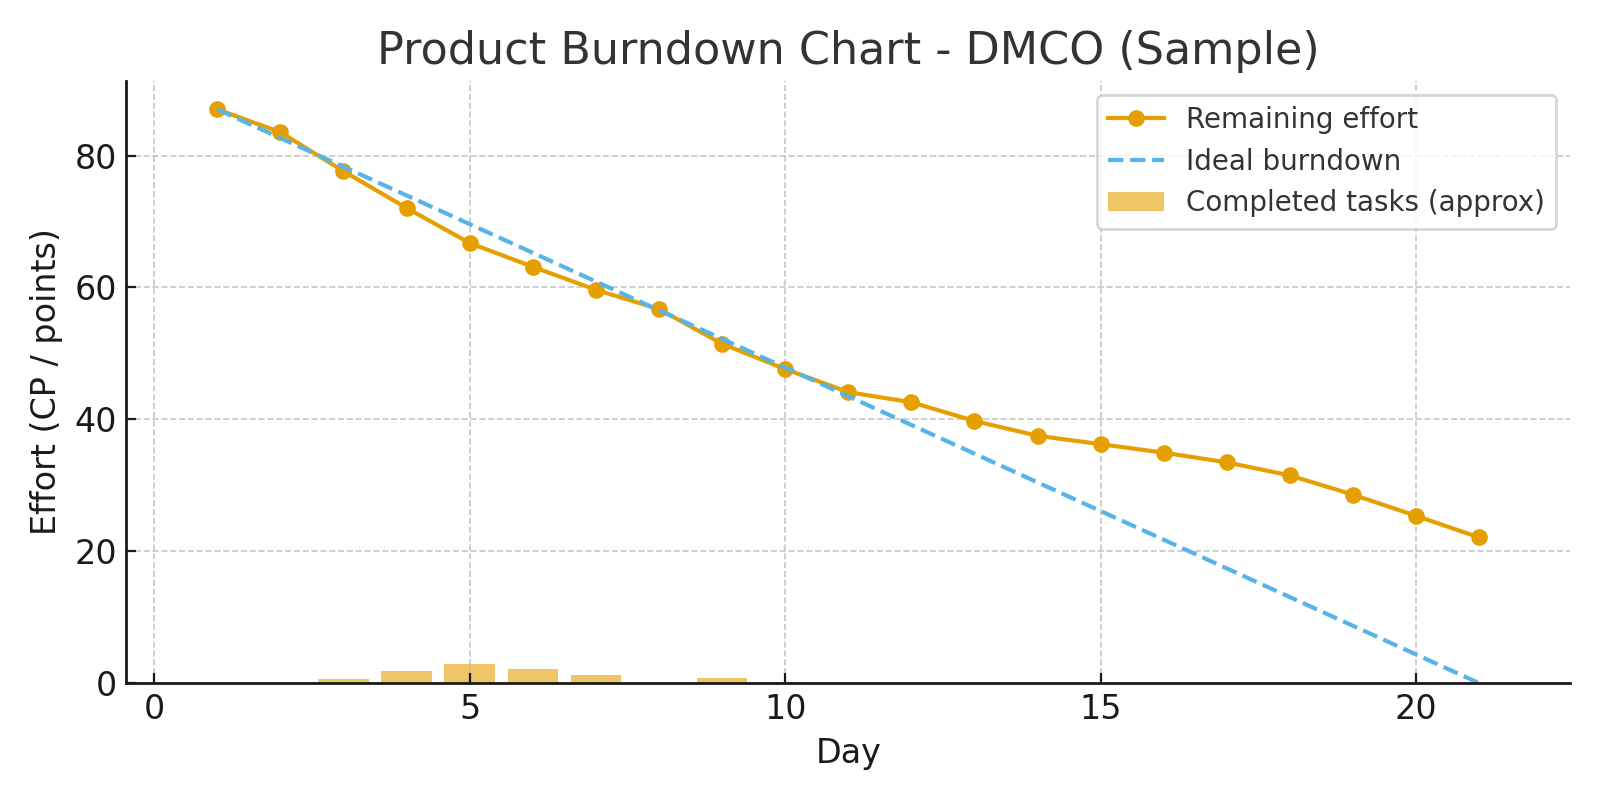 Product Burndown Chart - DMCO (Sample)
Remaining effort
Ideal burndown
Completed tasks (approx)
Effort (CP / points)
80
60
40
20
0
0 5 10 15 20
Day